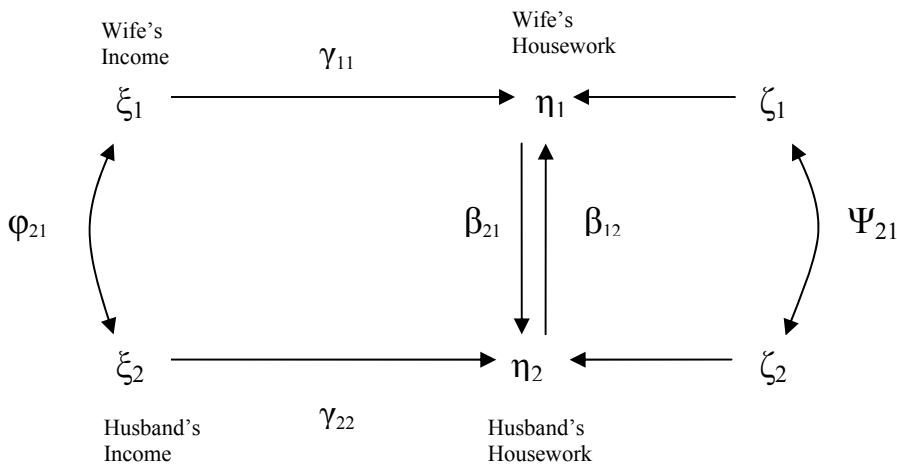 Wife’s
Income
Wife’s
Housework
γ₁₁
ξ₁
η₁
ζ₁
φ₂₁
β₂₁
β₁₂
Ψ₂₁
ξ₂
η₂
ζ₂
γ₂₂
Husband’s
Income
Husband’s
Housework